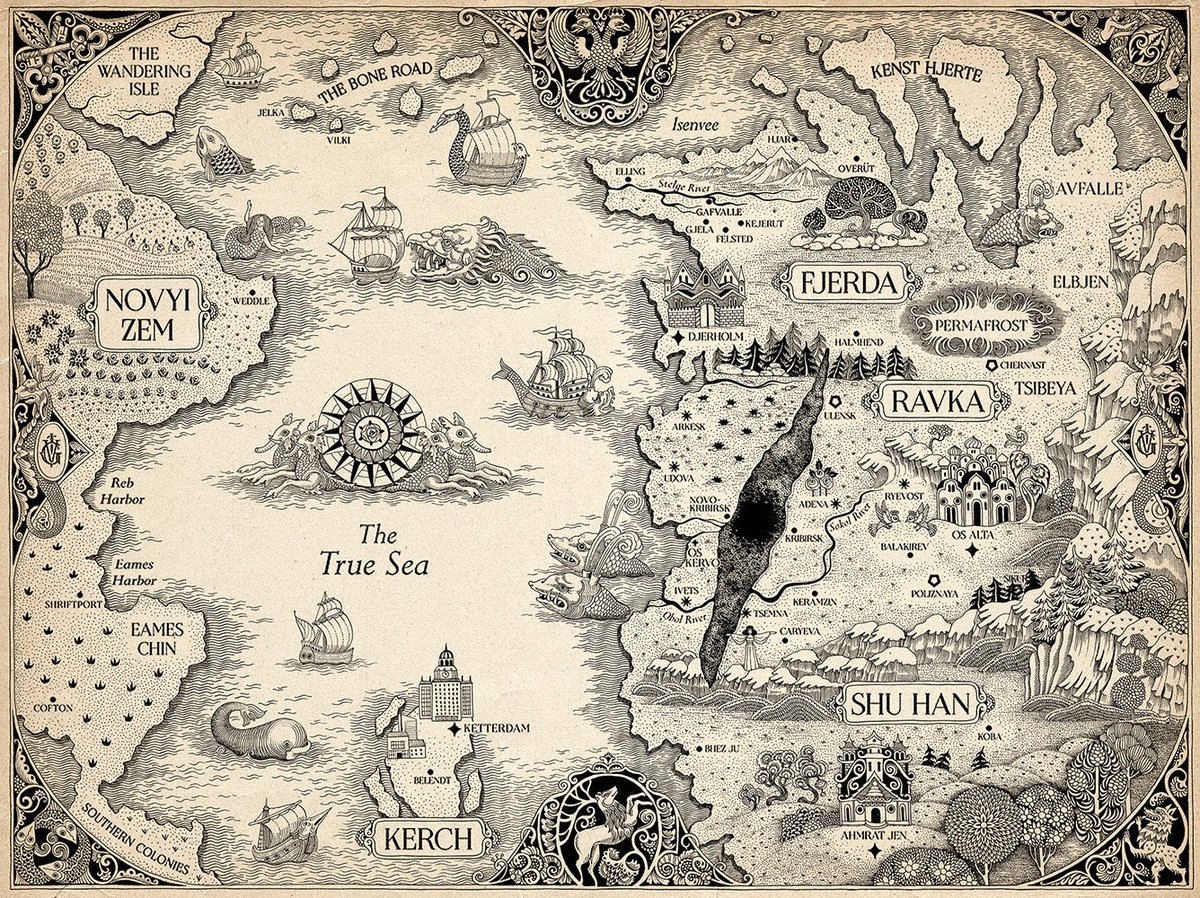 THE
WANDERING
ISLE
THE BONE ROAD
JELKA
VILKI
KENST HJERTE
Isenvee
HJAR
ELLING
Stelge River
OVERÜT
AVFALLE
GAFVALLE
GJELA
KEJERUT
FELSTED
NOVYI
ZEM
WEDDLE
FJERDA
ELBJEN
PERMAFROST
DJERHOLM
HALMHEND
CHERNAST
TSIBEYA
RAVKA
ULENSK
ARKESK
UDOVA
NOVO-
KRIBIRSK
ADENA
RYEVOST
Sokol River
KRIBIRSK
OS ALTA
BALAKIREV
Reb
Harbor
The
True Sea
OS
KERVO
Eames
Harbor
SHRIFTPORT
IVETS
Obol River
TSEMNA
KERAMZIN
POLIZNAYA
SIKURZOI
CARYEVA
EAMES
CHIN
COFTON
SHU HAN
KOBA
KETTERDAM
BHEZ JU
BELENDT
KERCH
AHMRAT JEN
SOUTHERN COLONIES